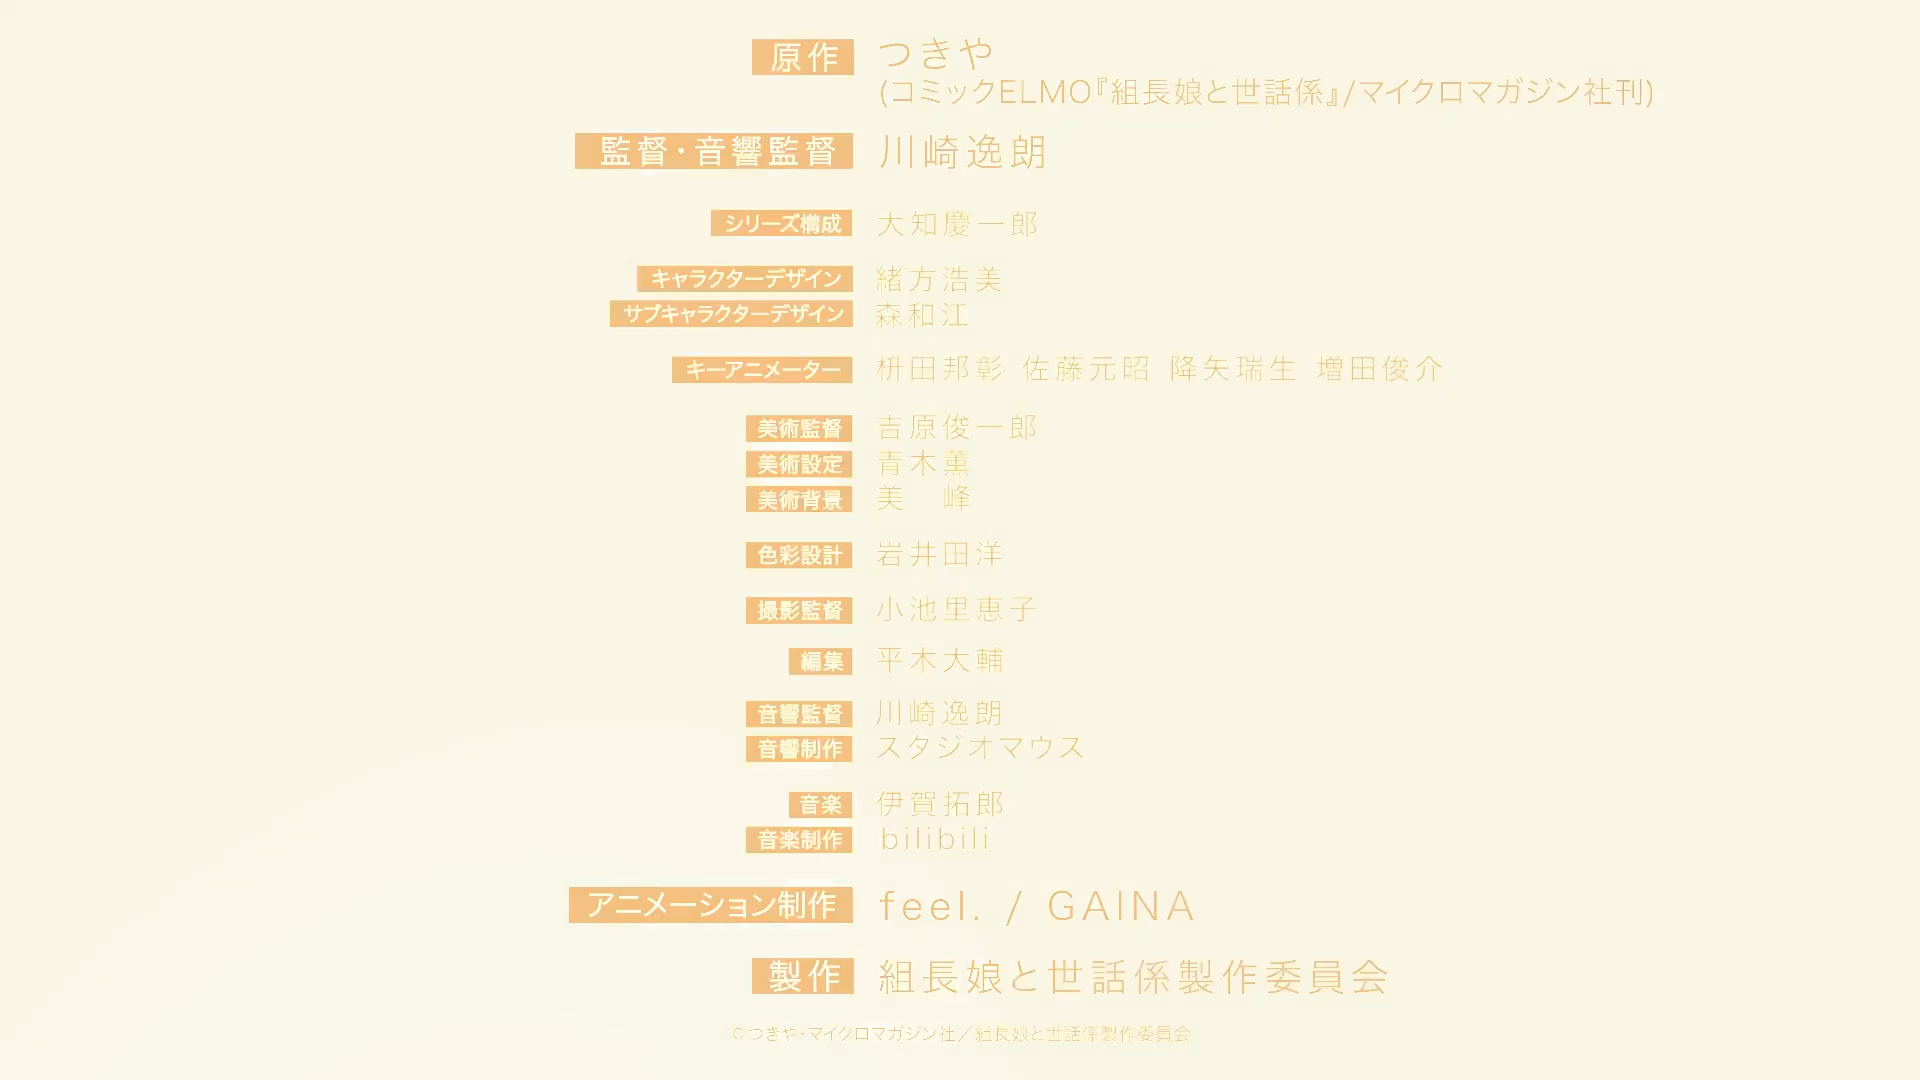 原作 つきや
(コミックELMO『組長娘と世話係』/マイクロマガジン社刊)
監督・音響監督 川崎逸朗
シリーズ構成 大知慶一郎
キャラクターデザイン 緒方浩美
サブキャラクターデザイン 森和江
キーアニメーター 枡田邦彰 佐藤元昭 降矢瑞生 増田俊介
美術監督 吉原俊一郎
美術設定 青木薫
美術背景 美 峰
色彩設計 岩井田洋
撮影監督 小池里恵子
編集 平木大輔
音響監督 川崎逸朗
音響制作 スタジオマウス
音楽 伊賀拓郎
音楽制作 bilibili
アニメーション制作 feel. / GAINA
製作 組長娘と世話係製作委員会
©つきや・マイクロマガジン社／組長娘と世話係製作委員会